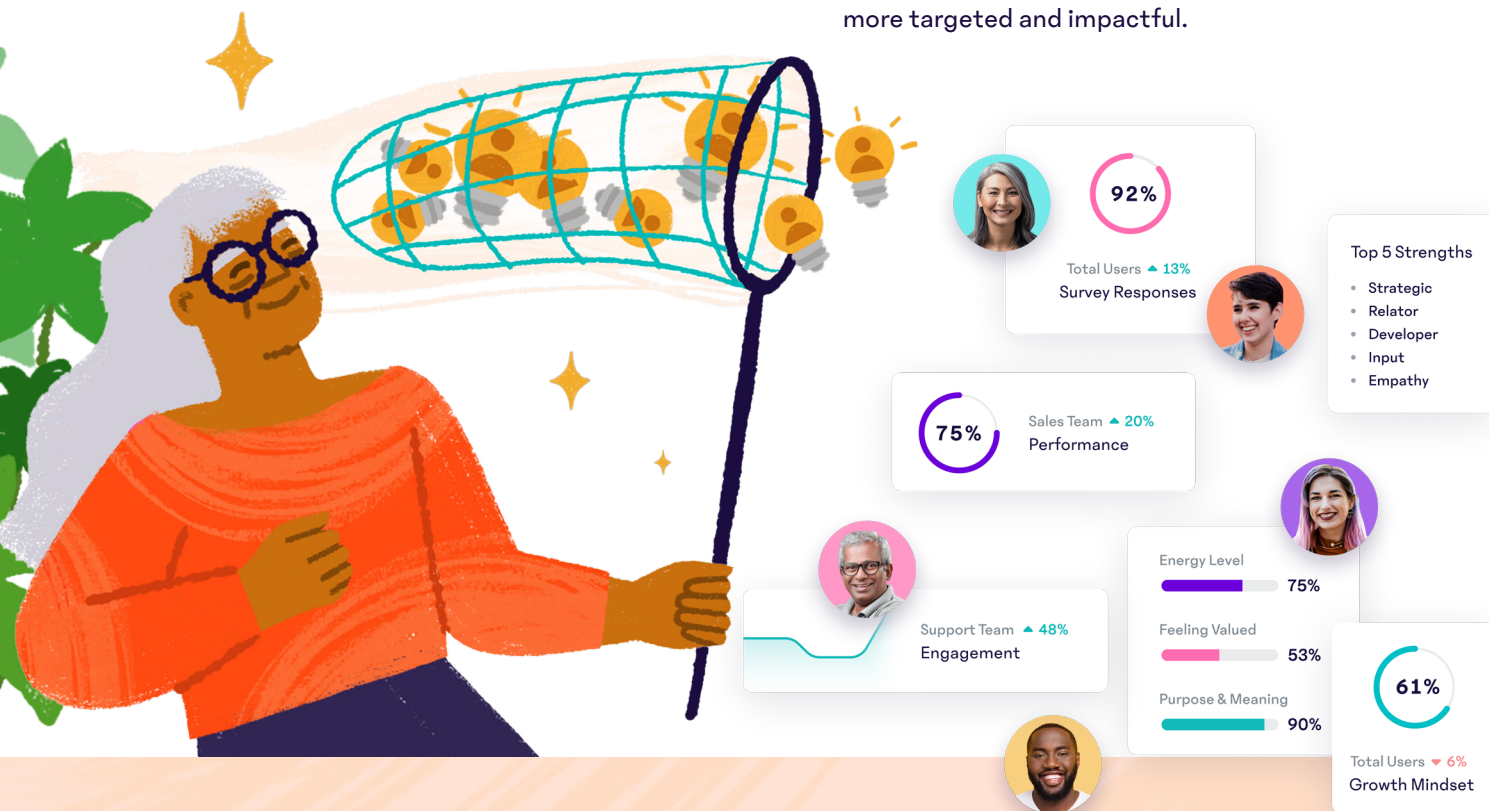 more targeted and impactful.
92%
Total Users ▲ 13%
Survey Responses
Top 5 Strengths
• Strategic
• Relator
• Developer
• Input
• Empathy
75%
Sales Team ▲ 20%
Performance
Support Team ▲ 48%
Engagement
Energy Level
75%
Feeling Valued
53%
Purpose & Meaning
90%
61%
Total Users ▼ 6%
Growth Mindset